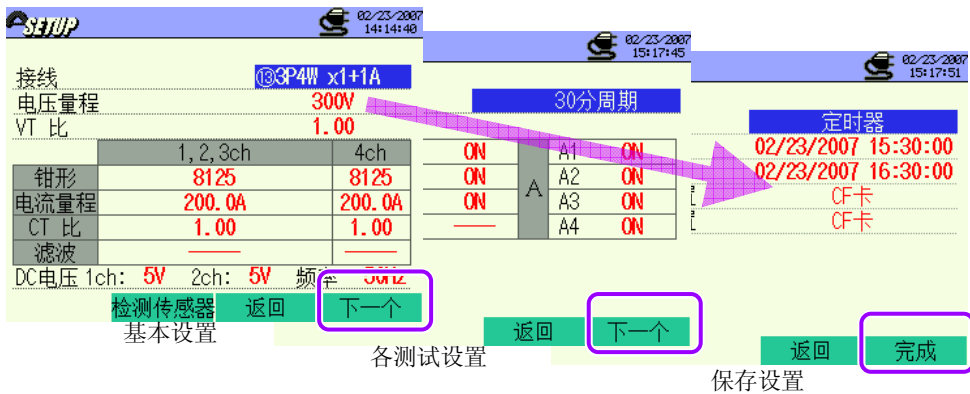 SETUP
02/23/2007
14:14:40
接线 ⑬3P4W x1+1A
电压量程 300V
VT 比 1.00
1,2,3ch 4ch
钳形 8125 8125
电流量程 200.0A 200.0A
CT 比 1.00 1.00
滤波 —— ——
DC电压 1ch: 5V 2ch: 5V 频率 50Hz
检测传感器 返回 下一个
基本设置
02/23/2007
15:17:45
30分周期
ON A A1 ON
ON A2 ON
ON A3 ON
—— A4 ON
返回 下一个
各测试设置
02/23/2007
15:17:51
定时器
02/23/2007 15:30:00
02/23/2007 16:30:00
CF卡
CF卡
返回 完成
保存设置